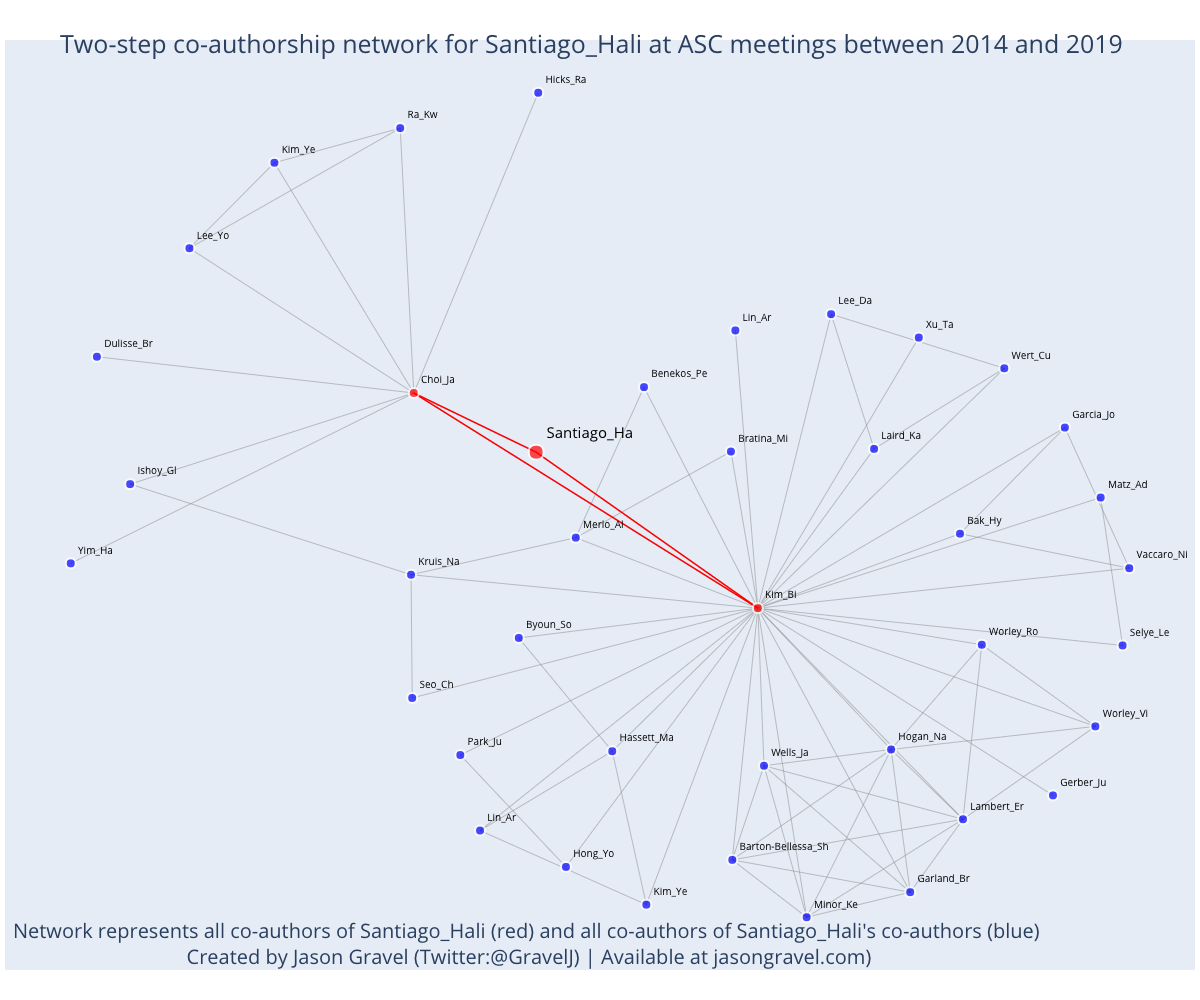 Two-step co-authorship network for Santiago_Hali at ASC meetings between 2014 and 2019
Hicks_Ra
Ra_Kw
Kim_Ye
Lee_Yo
Lee_Da
Lin_Ar
Xu_Ta
Dulisse_Br
Wert_Cu
Benekos_Pe
Choi_Ja
Garcia_Jo
Santiago_Ha
Bratina_Mi
Laird_Ka
Ishoy_Gl
Matz_Ad
Merlo_Al
Bak_Hy
Yim_Ha
Vaccaro_Ni
Kruis_Na
Kim_Bi
Byoun_So
Worley_Ro
Selye_Le
Seo_Ch
Worley_Vi
Park_Ju
Hassett_Ma
Hogan_Na
Wells_Ja
Gerber_Ju
Lambert_Er
Lin_Ar
Barton-Bellessa_Sh
Hong_Yo
Garland_Br
Kim_Ye
Minor_Ke
Network represents all co-authors of Santiago_Hali (red) and all co-authors of Santiago_Hali's co-authors (blue)
Created by Jason Gravel (Twitter:@GravelJ) | Available at jasongravel.com)